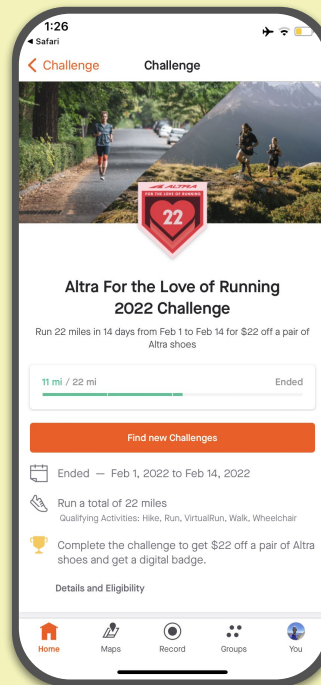 1:26
Safari
Challenge
Challenge
ALTRA
FOR THE LOVE OF RUNNING
22
Altra For the Love of Running
2022 Challenge
Run 22 miles in 14 days from Feb 1 to Feb 14 for $22 off a pair of
Altra shoes
11 mi / 22 mi Ended
Find new Challenges
Ended — Feb 1, 2022 to Feb 14, 2022
Run a total of 22 miles
Qualifying Activities: Hike, Run, VirtualRun, Walk, Wheelchair
Complete the challenge to get $22 off a pair of Altra
shoes and get a digital badge.
Details and Eligibility
Home Maps Record Groups You